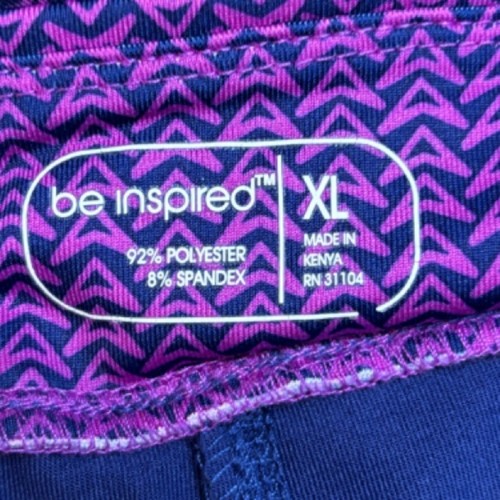 be inspired™
92% POLYESTER
8% SPANDEX
XL
MADE IN
KENYA
RN 31104